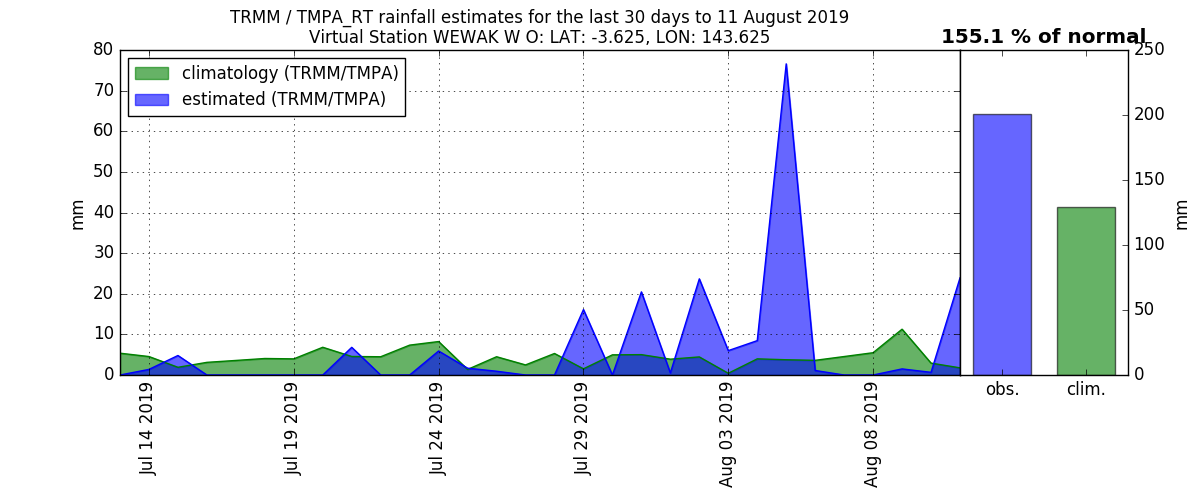 TRMM / TMPA_RT rainfall estimates for the last 30 days to 11 August 2019
Virtual Station WEWAK W O: LAT: -3.625, LON: 143.625
155.1 % of normal
climatology (TRMM/TMPA)
estimated (TRMM/TMPA)
80
70
60
50
40
30
20
10
0
mm
Jul 14 2019
Jul 19 2019
Jul 24 2019
Jul 29 2019
Aug 03 2019
Aug 08 2019
250
200
150
100
50
0
mm
obs.
clim.